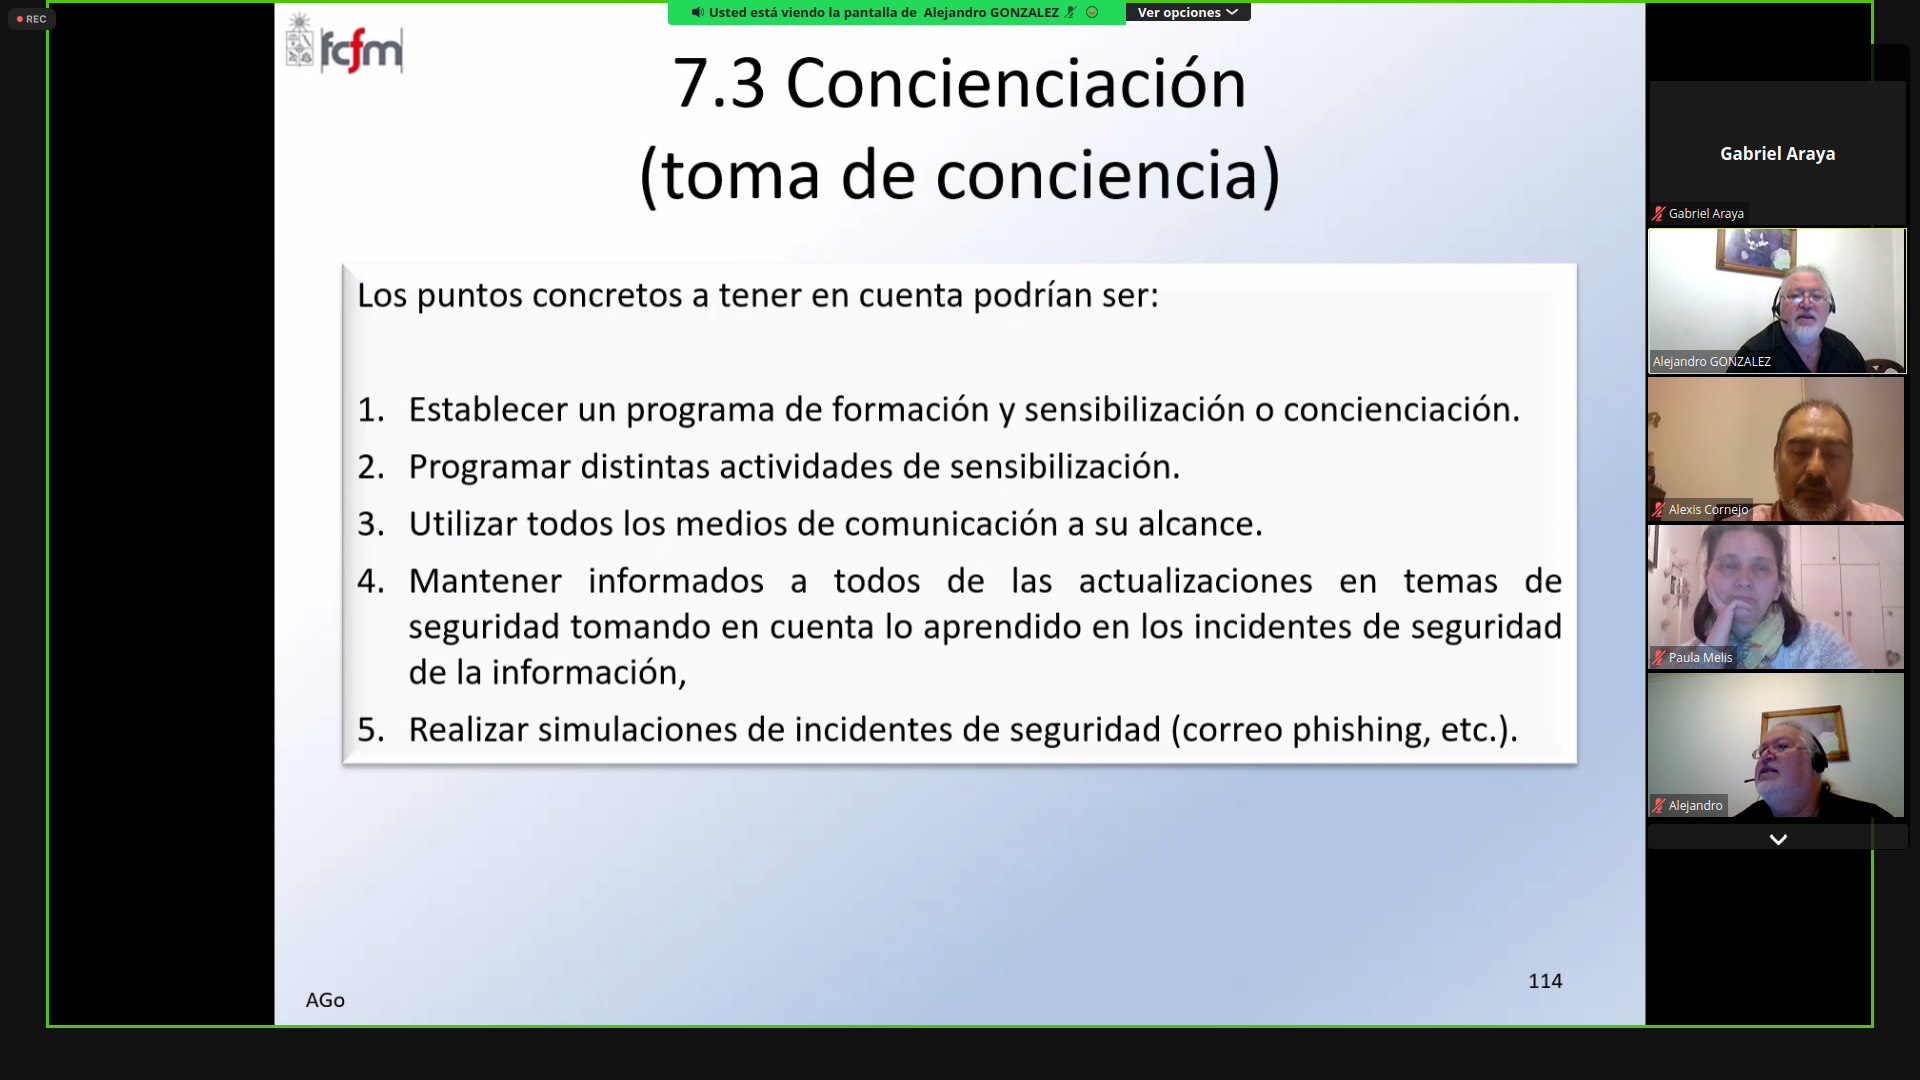 REC
Usted está viendo la pantalla de Alejandro GONZALEZ
Ver opciones
fcfm
7.3 Concienciación
(toma de conciencia)
Los puntos concretos a tener en cuenta podrían ser:
1. Establecer un programa de formación y sensibilización o concienciación.
2. Programar distintas actividades de sensibilización.
3. Utilizar todos los medios de comunicación a su alcance.
4. Mantener informados a todos de las actualizaciones en temas de
seguridad tomando en cuenta lo aprendido en los incidentes de seguridad
de la información,
5. Realizar simulaciones de incidentes de seguridad (correo phishing, etc.).
114
AGo
Gabriel Araya
Gabriel Araya
Alejandro GONZALEZ
Alexis Cornejo
Paula Melis
Alejandro